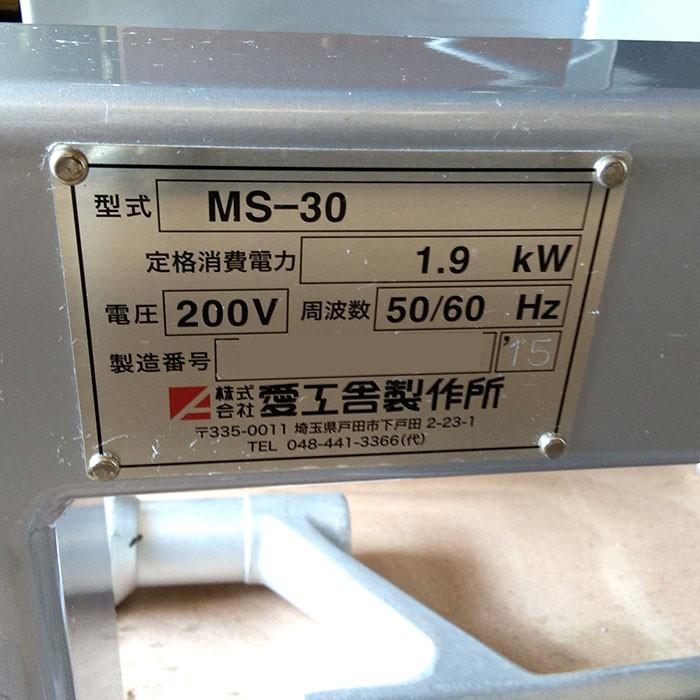 型式 MS-30
定格消費電力 1.9 kW
電圧 200V 周波数 50/60 Hz
製造番号 '15
株式会社 愛工舎製作所
〒335-0011 埼玉県戸田市下戸田 2-23-1
TEL 048-441-3366(代)